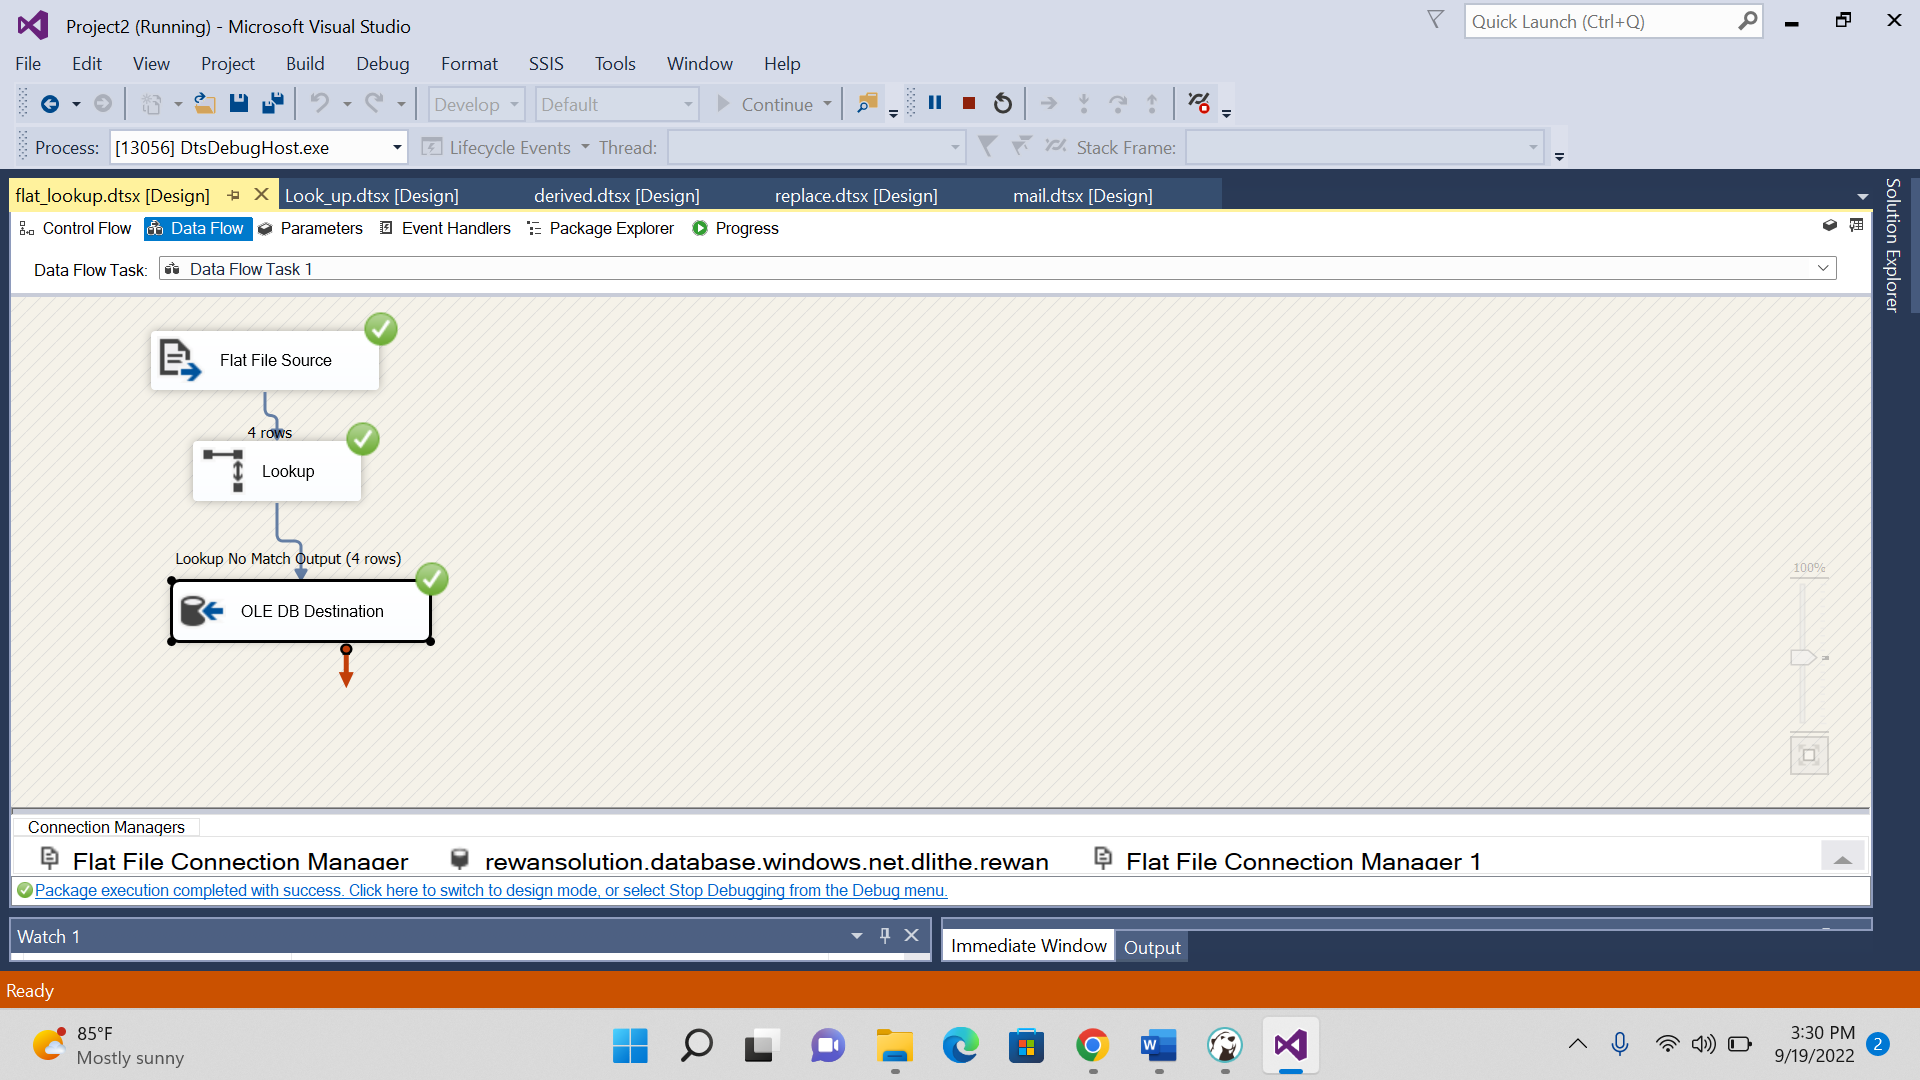 Project2 (Running) - Microsoft Visual Studio
Quick Launch (Ctrl+Q)
File Edit View Project Build Debug Format SSIS Tools Window Help
Develop Default Continue
Process: [13056] DtsDebugHost.exe Lifecycle Events Thread: Stack Frame:
flat_lookup.dtsx [Design] Look_up.dtsx [Design] derived.dtsx [Design] replace.dtsx [Design] mail.dtsx [Design]
Solution Explorer
Control Flow Data Flow Parameters Event Handlers Package Explorer Progress
Data Flow Task: Data Flow Task 1
Flat File Source
4 rows
Lookup
Lookup No Match Output (4 rows)
OLE DB Destination
100%
Connection Managers
Flat File Connection Manager rewansolution.database.windows.net.dlithe.rewan Flat File Connection Manager 1
Package execution completed with success. Click here to switch to design mode, or select Stop Debugging from the Debug menu.
Watch 1
Immediate Window Output
Ready
85°F
Mostly sunny
W
3:30 PM
9/19/2022
2